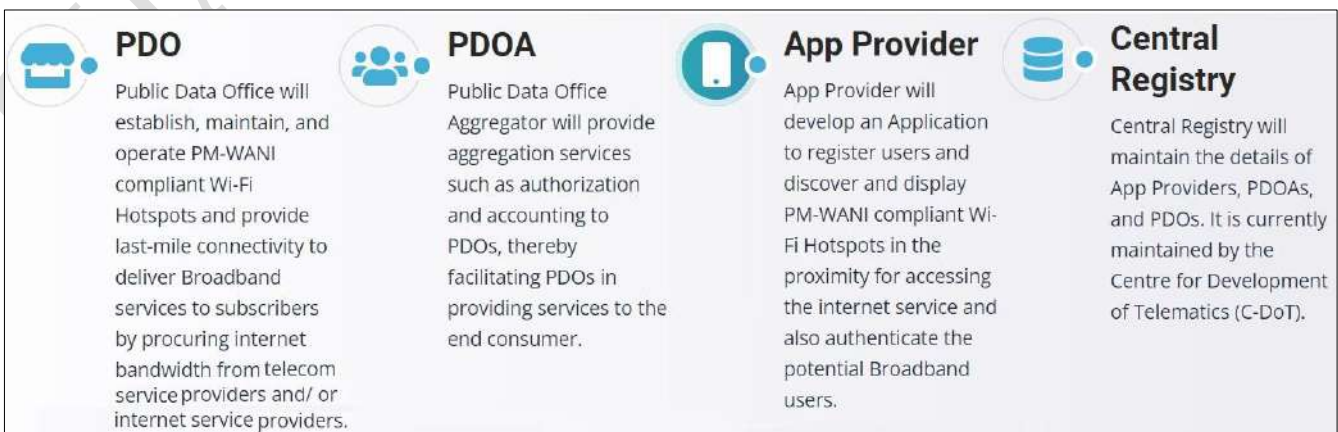 PDO
Public Data Office will
establish, maintain, and
operate PM-WANI
compliant Wi-Fi
Hotspots and provide
last-mile connectivity to
deliver Broadband
services to subscribers
by procuring internet
bandwidth from telecom
service providers and/ or
internet service providers.
PDOA
Public Data Office
Aggregator will provide
aggregation services
such as authorization
and accounting to
PDOs, thereby
facilitating PDOs in
providing services to the
end consumer.
App Provider
App Provider will
develop an Application
to register users and
discover and display
PM-WANI compliant Wi-
Fi Hotspots in the
proximity for accessing
the internet service and
also authenticate the
potential Broadband
users.
Central
Registry
Central Registry will
maintain the details of
App Providers, PDOAs,
and PDOs. It is currently
maintained by the
Centre for Development
of Telematics (C-DoT).